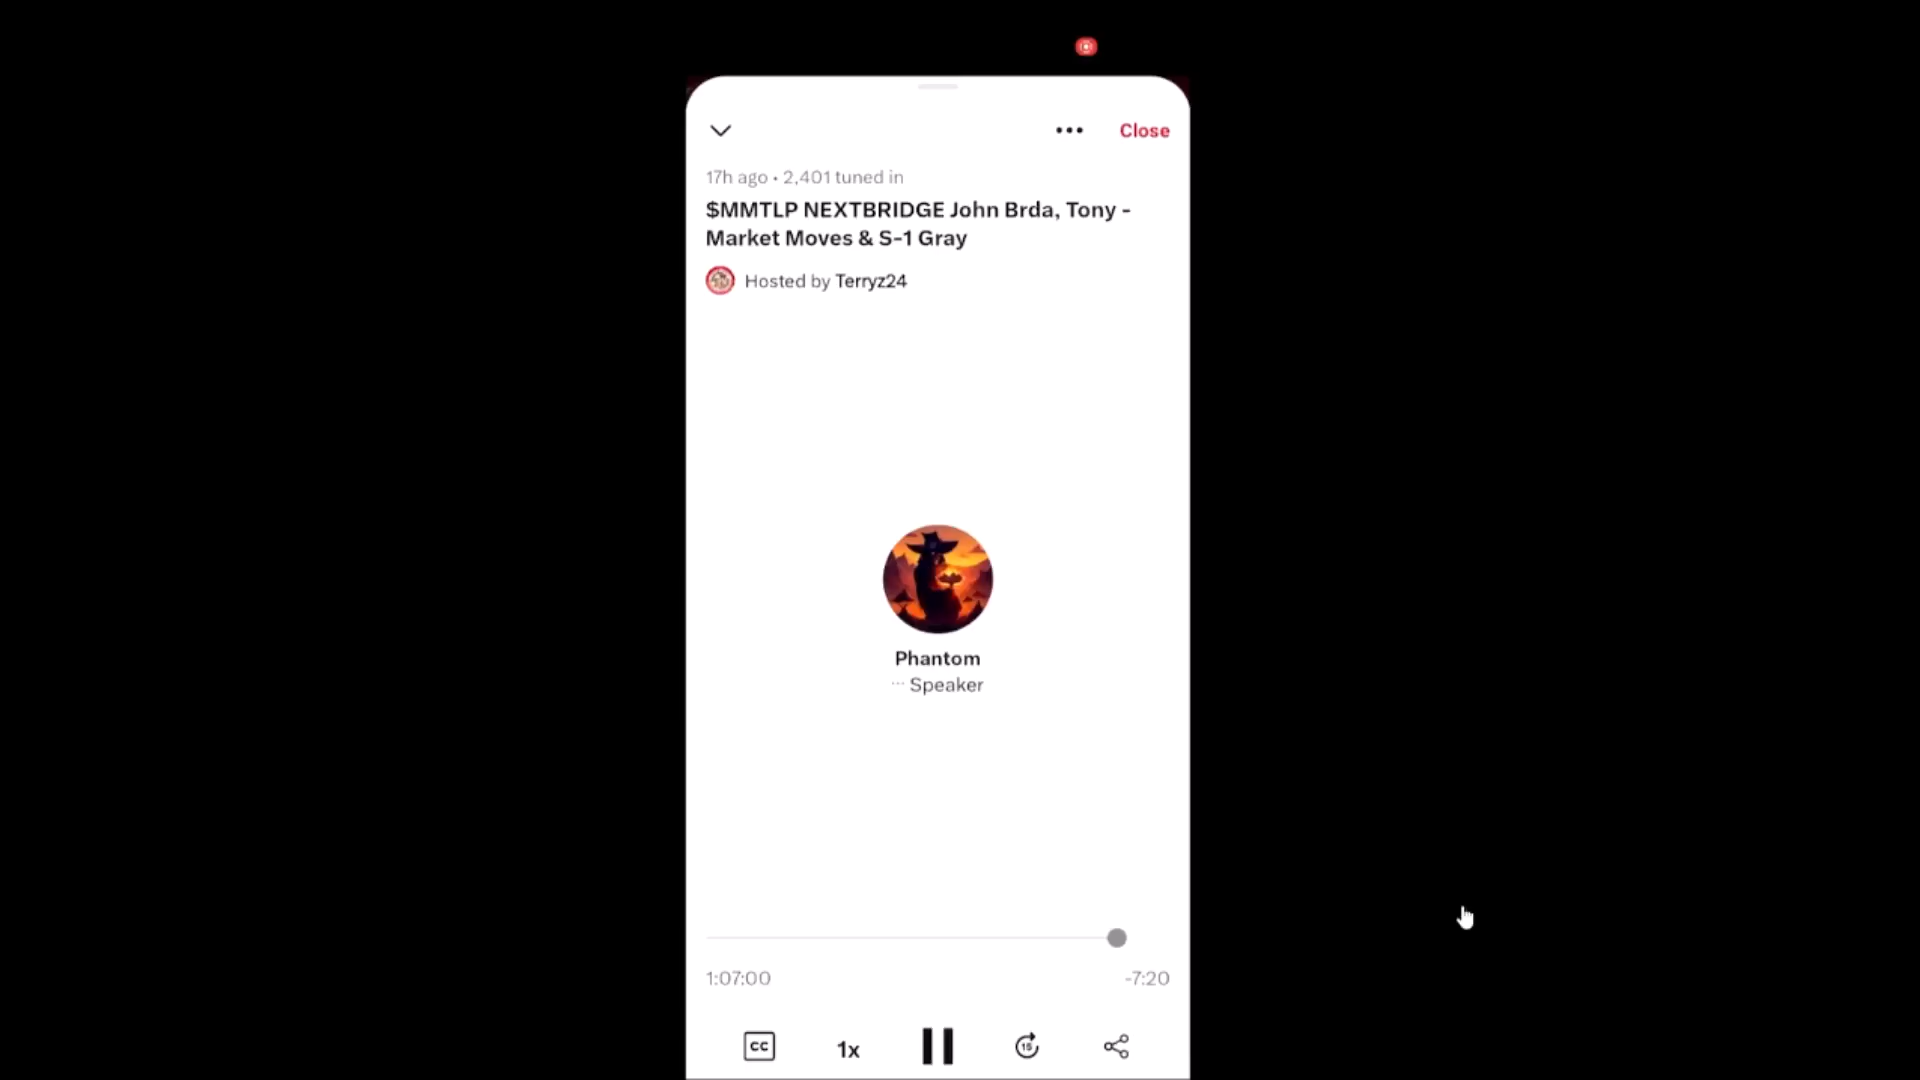 Close
17h ago • 2,401 tuned in
$MMTLP NEXTBRIDGE John Brda, Tony -
Market Moves & S-1 Gray
Hosted by Terryz24
Phantom
··· Speaker
1:07:00
-7:20
CC
1x
15